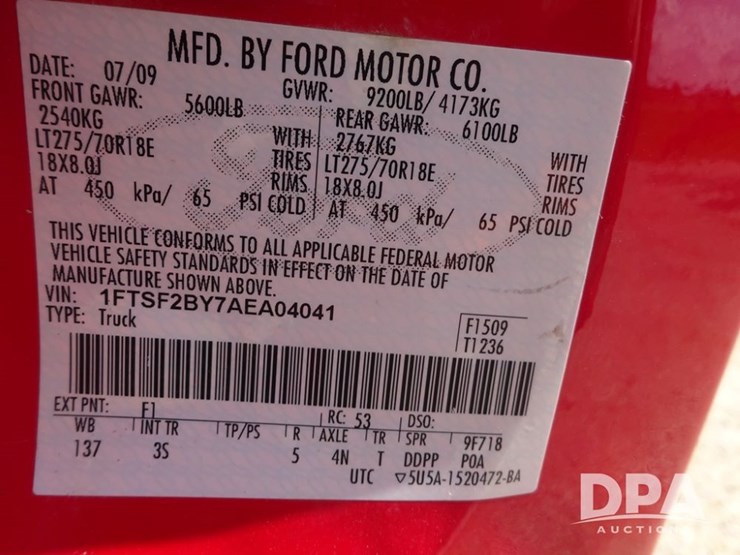 MFD. BY FORD MOTOR CO.
DATE: 07/09 GVWR: 9200LB/ 4173KG
FRONT GAWR: 5600LB REAR GAWR: 6100LB
2540KG WITH 2767KG WITH
LT275/70R18E TIRES LT275/70R18E TIRES
18X8.0J RIMS 18X8.0J RIMS
AT 450 kPa/ 65 PSI COLD AT 450 kPa/ 65 PSI COLD
THIS VEHICLE CONFORMS TO ALL APPLICABLE FEDERAL MOTOR
VEHICLE SAFETY STANDARDS IN EFFECT ON THE DATE OF
MANUFACTURE SHOWN ABOVE.
VIN: 1FTSF2BY7AEA04041
TYPE: Truck F1509
T1236
EXT PNT: F1 RC: 53 DSO:
WB INT TR TP/PS R AXLE TR SPR 9F718
137 3S 5 4N T DDPP P0A
UTC ▽5U5A-1520472-BA
Ford
DPA
AUCTIONS